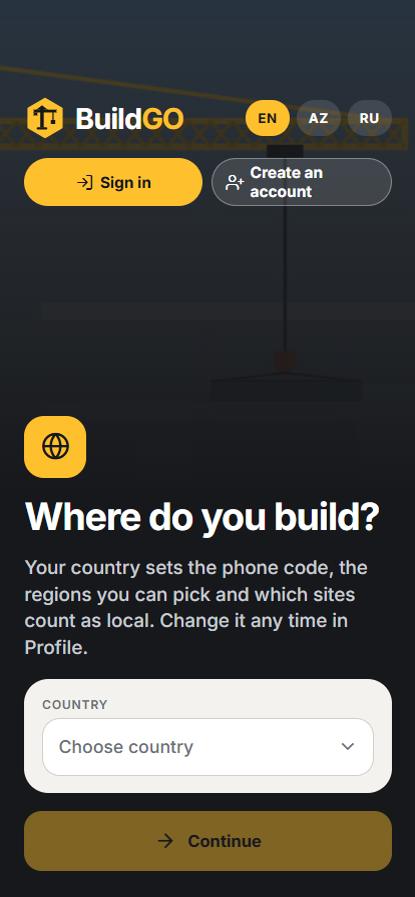 BuildGO
EN AZ RU
Sign in
Create an
account
Where do you build?
Your country sets the phone code, the
regions you can pick and which sites
count as local. Change it any time in
Profile.
COUNTRY
Choose country
Continue